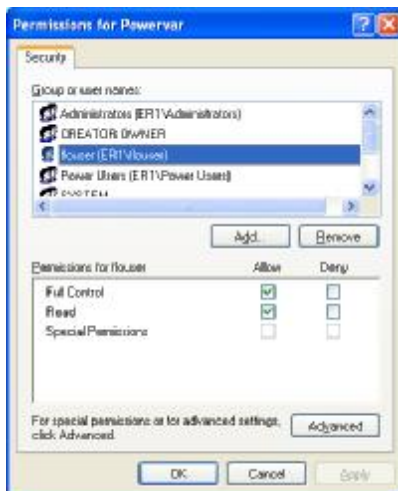 Permissions for Powervar
Security
Group or user names:
Administrators (ER1\Administrators)
CREATOR OWNER
flouser (ER1\flouser)
Power Users (ER1\Power Users)
SYSTEM
Add...
Remove
Permissions for flouser
Allow
Deny
Full Control
Read
Special Permissions
For special permissions or for advanced settings,
click Advanced.
Advanced
OK
Cancel
Apply